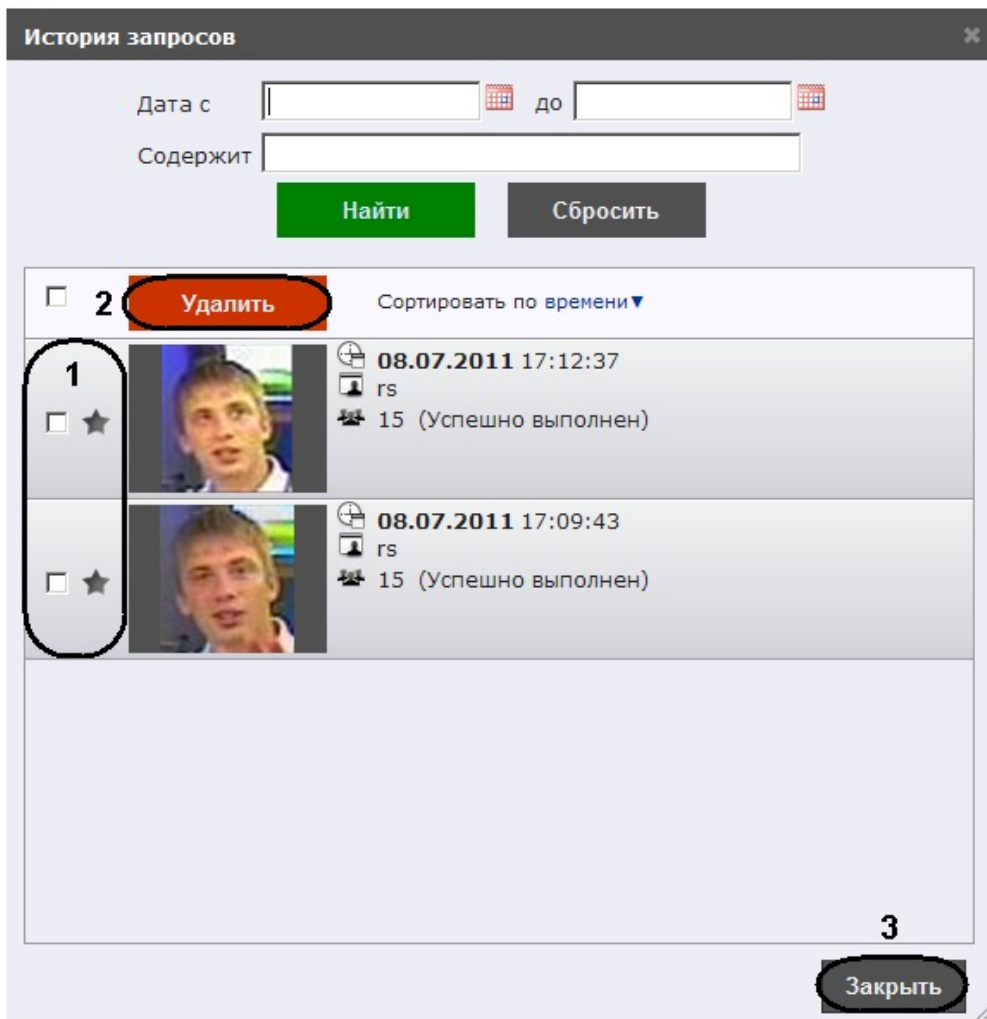 История запросов
Дата с до
Содержит
Найти Сбросить
2 Удалить Сортировать по времени▼
1
08.07.2011 17:12:37
rs
15 (Успешно выполнен)
08.07.2011 17:09:43
rs
15 (Успешно выполнен)
3
Закрыть